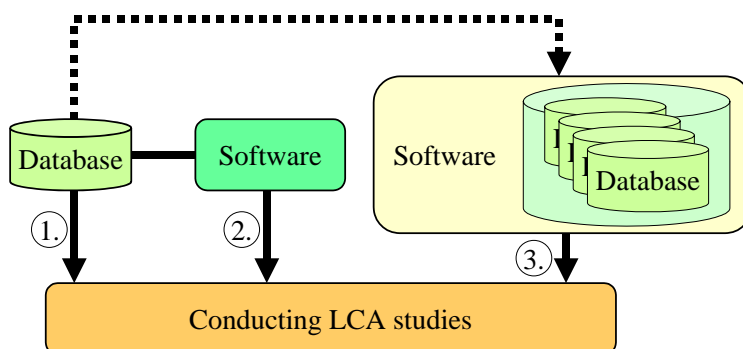 Database
Software
Software
Database
1.
2.
3.
Conducting LCA studies